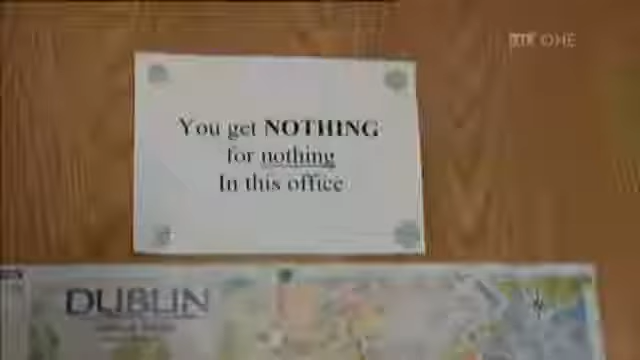 RTÉ ONE
You get NOTHING
for nothing
In this office
DUBLIN